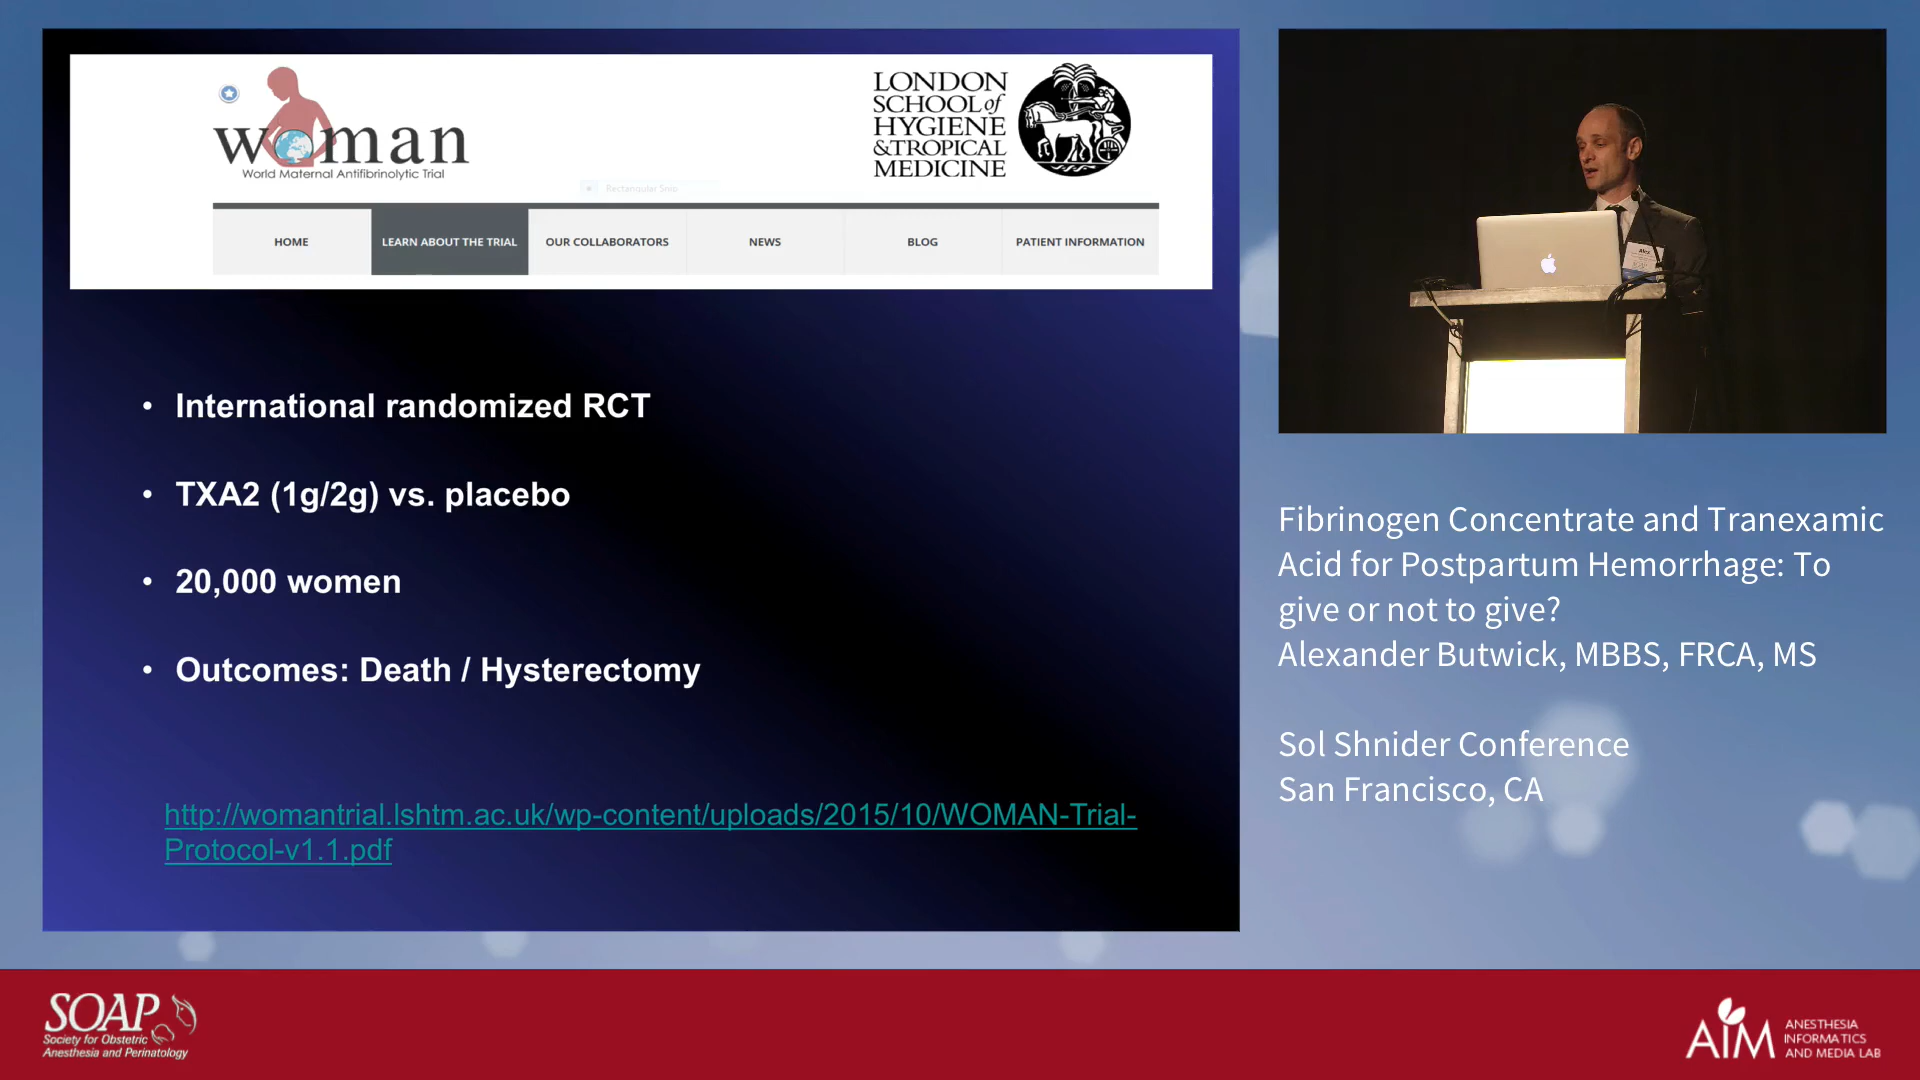 woman
World Maternal Antifibrinolytic Trial
LONDON
SCHOOL of
HYGIENE
& TROPICAL
MEDICINE
Rectangular Snip
HOME
LEARN ABOUT THE TRIAL
OUR COLLABORATORS
NEWS
BLOG
PATIENT INFORMATION
• International randomized RCT
• TXA2 (1g/2g) vs. placebo
• 20,000 women
• Outcomes: Death / Hysterectomy
http://womantrial.lshtm.ac.uk/wp-content/uploads/2015/10/WOMAN-Trial-
Protocol-v1.1.pdf
Alex
Fibrinogen Concentrate and Tranexamic
Acid for Postpartum Hemorrhage: To
give or not to give?
Alexander Butwick, MBBS, FRCA, MS
Sol Shnider Conference
San Francisco, CA
SOAP
Society for Obstetric
Anesthesia and Perinatology
AIM
ANESTHESIA
INFORMATICS
AND MEDIA LAB